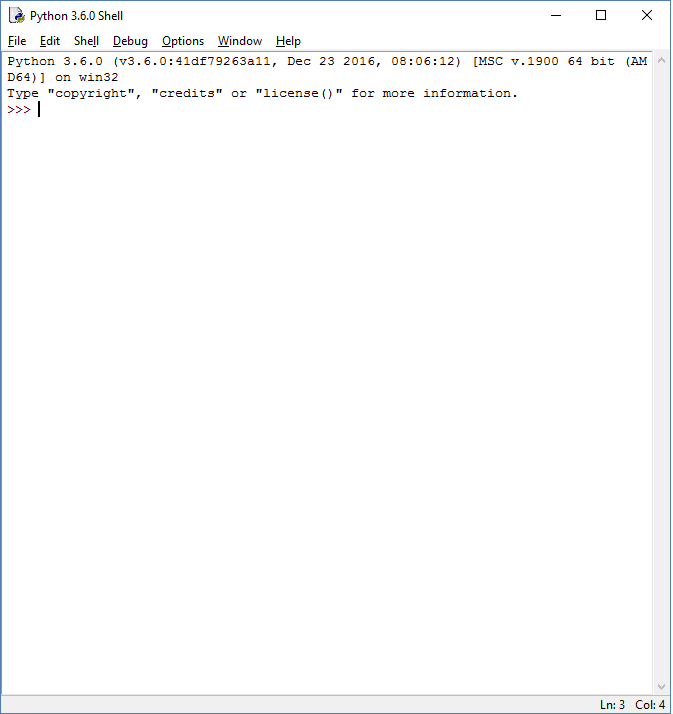 Python 3.6.0 Shell
File Edit Shell Debug Options Window Help
Python 3.6.0 (v3.6.0:41df79263a11, Dec 23 2016, 08:06:12) [MSC v.1900 64 bit (AM
D64)] on win32
Type "copyright", "credits" or "license()" for more information.
>>>
Ln: 3 Col: 4